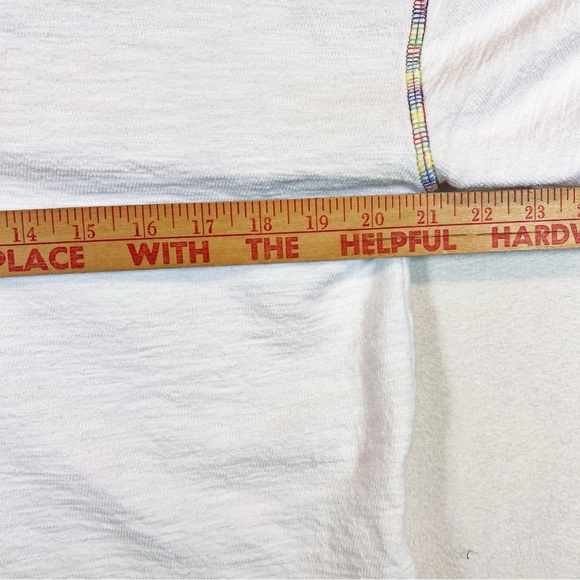 14 15 16 17 18 19 20 21 22 23
PLACE WITH THE HELPFUL HARDW